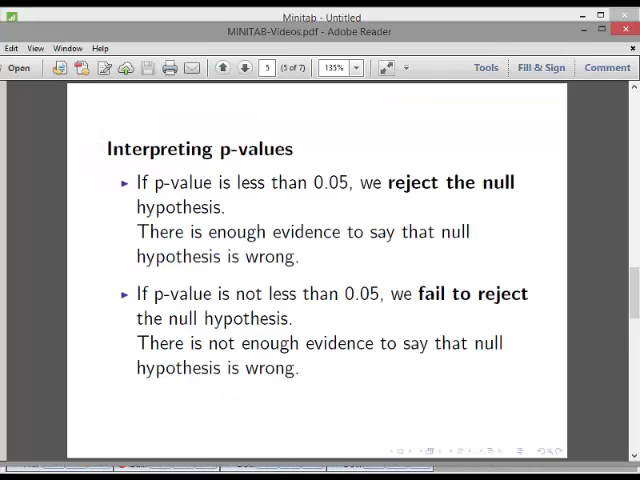 Minitab - Untitled
MINITAB-Videos.pdf - Adobe Reader
Edit View Window Help
Open 5 (5 of 7) 135% Tools Fill & Sign Comment
Interpreting p-values
If p-value is less than 0.05, we reject the null
hypothesis.
There is enough evidence to say that null
hypothesis is wrong.
If p-value is not less than 0.05, we fail to reject
the null hypothesis.
There is not enough evidence to say that null
hypothesis is wrong.